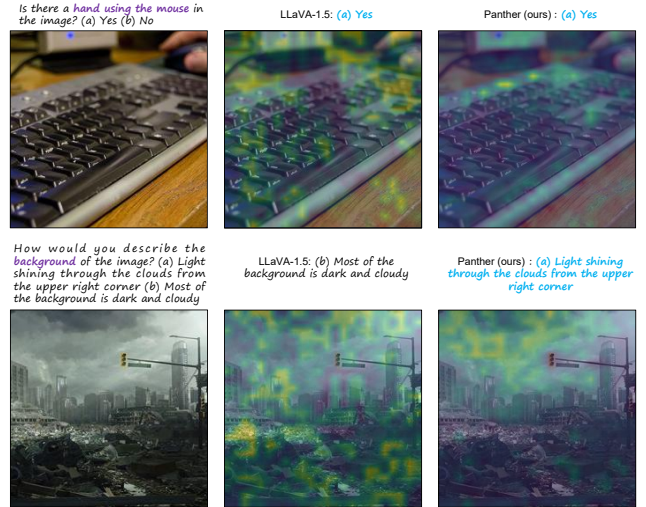 Is there a hand using the mouse in
the image? (a) Yes (b) No
LLaVA-1.5: (a) Yes
Panther (ours) : (a) Yes
How would you describe the
background of the image? (a) Light
shining through the clouds from
the upper right corner (b) Most of
the background is dark and cloudy
LLaVA-1.5: (b) Most of the
background is dark and cloudy
Panther (ours) : (a) Light shining
through the clouds from the upper
right corner